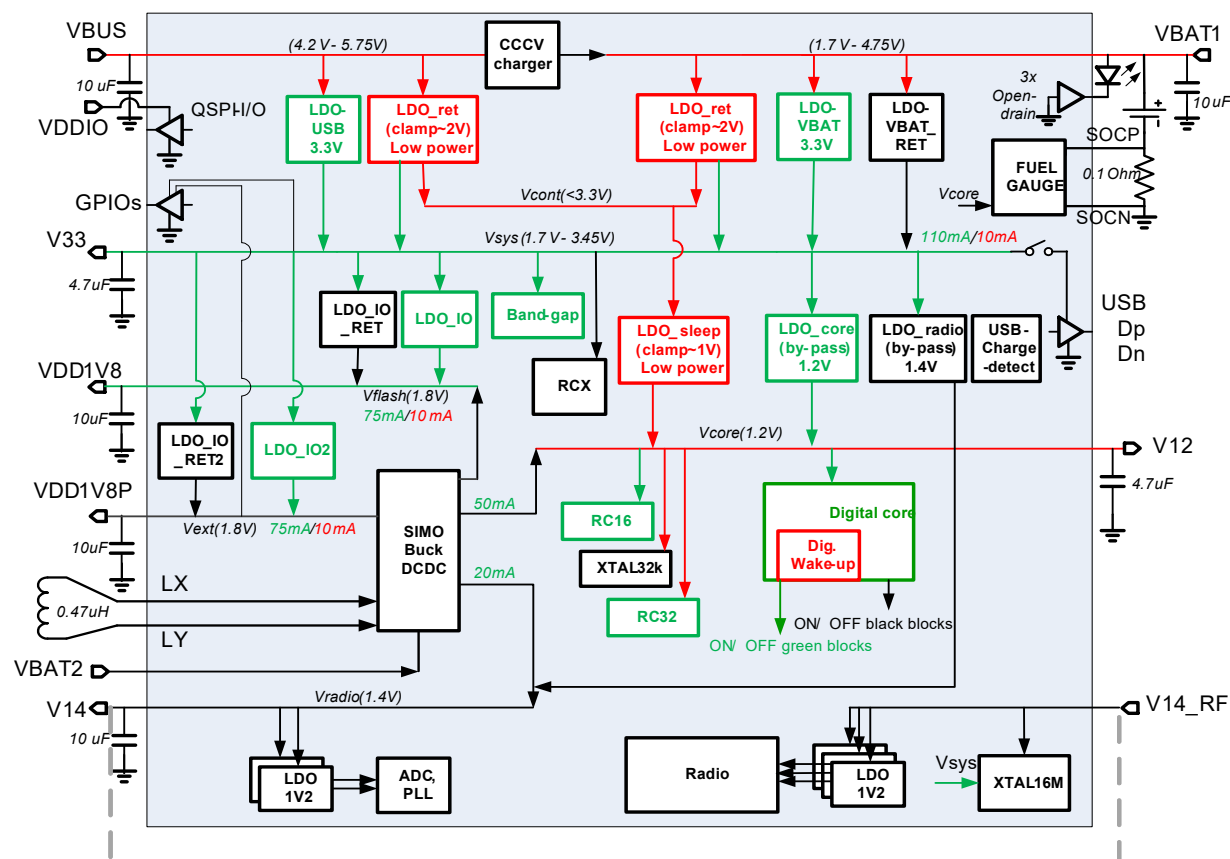 VBUS
(4.2 V - 5.75V)
CCCV
charger
(1.7 V - 4.75V)
VBAT1
10 uF
VDDIO
QSPI-I/O
LDO-
USB
3.3V
LDO_ret
(clamp~2V)
Low power
LDO_ret
(clamp~2V)
Low power
LDO-
VBAT
3.3V
LDO-
VBAT_
RET
3x
Open-
drain
10uF
SOCP
FUEL
GAUGE
0.1 Ohm
SOCN
Vcore
GPIOs
Vcont(<3.3V)
V33
Vsys(1.7V - 3.45V)
110mA/10mA
4.7uF
LDO_IO
_RET
LDO_IO
Band-gap
RCX
LDO_sleep
(clamp~1V)
Low power
LDO_core
(by-pass)
1.2V
LDO_radio
(by-pass)
1.4V
USB-
Charge
-detect
USB
Dp
Dn
VDD1V8
Vflash(1.8V)
75mA/10 mA
10uF
LDO_IO
_RET2
LDO_IO2
Vcore(1.2V)
V12
4.7uF
VDD1V8P
Vext(1.8V)
75mA/10mA
10uF
SIMO
Buck
DCDC
50mA
20mA
RC16
XTAL32k
RC32
Digital core
Dig.
Wake-up
ON/ OFF black blocks
ON/ OFF green blocks
LX
0.47uH
LY
VBAT2
V14
Vradio(1.4V)
V14_RF
10 uF
LDO
1V2
ADC,
PLL
Radio
LDO
1V2
Vsys
XTAL16M